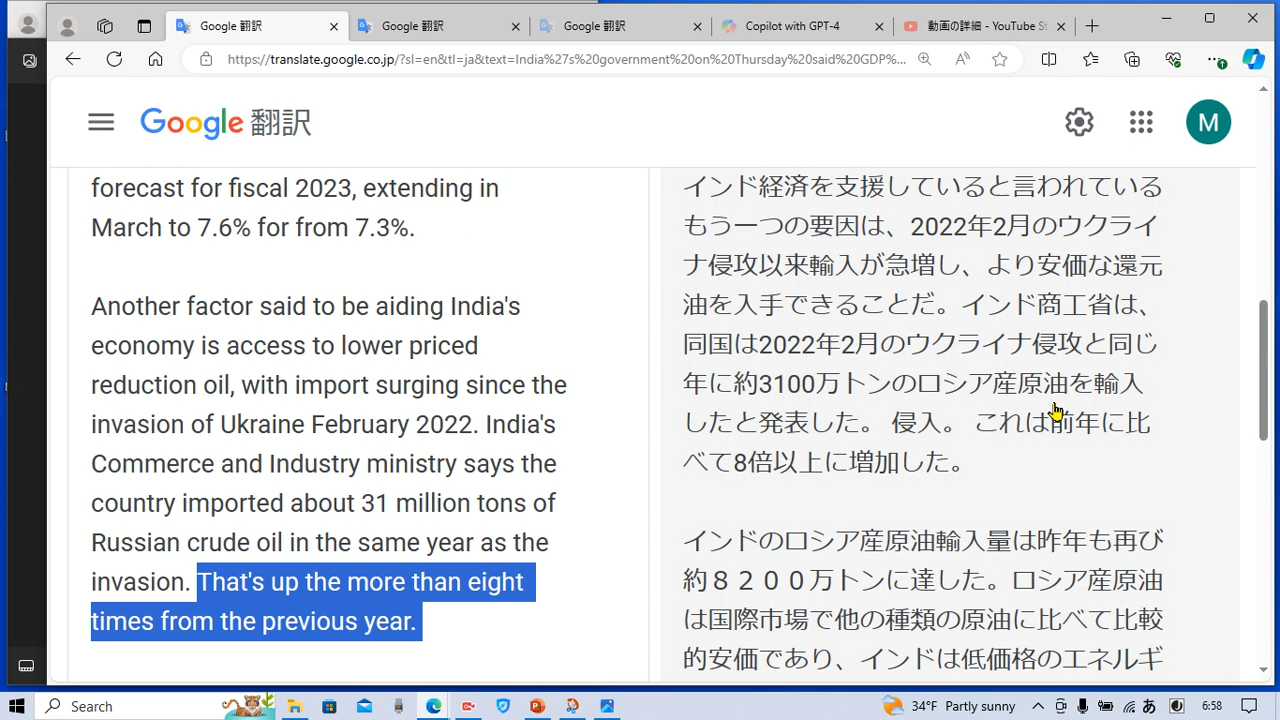 Google 翻訳
Google 翻訳
Google 翻訳
Copilot with GPT-4
動画の詳細 - YouTube St
https://translate.google.co.jp/?sl=en&tl=ja&text=India%27s%20government%20on%20Thursday%20said%20GDP%...
Google 翻訳
M
forecast for fiscal 2023, extending in
March to 7.6% for from 7.3%.
Another factor said to be aiding India's
economy is access to lower priced
reduction oil, with import surging since the
invasion of Ukraine February 2022. India's
Commerce and Industry ministry says the
country imported about 31 million tons of
Russian crude oil in the same year as the
invasion. That's up the more than eight
times from the previous year.
インド経済を支援していると言われている
もう一つの要因は、2022年2月のウクライ
ナ侵攻以来輸入が急増し、より安価な還元
油を入手できることだ。インド商工省は、
同国は2022年2月のウクライナ侵攻と同じ
年に約3100万トンのロシア産原油を輸入
したと発表した。 侵入。 これは前年に比
べて8倍以上に増加した。
インドのロシア産原油輸入量は昨年も再び
約８２００万トンに達した。ロシア産原油
は国際市場で他の種類の原油に比べて比較
的安価であり、インドは低価格のエネルギ
Search
34°F Partly sunny
あ
6:58